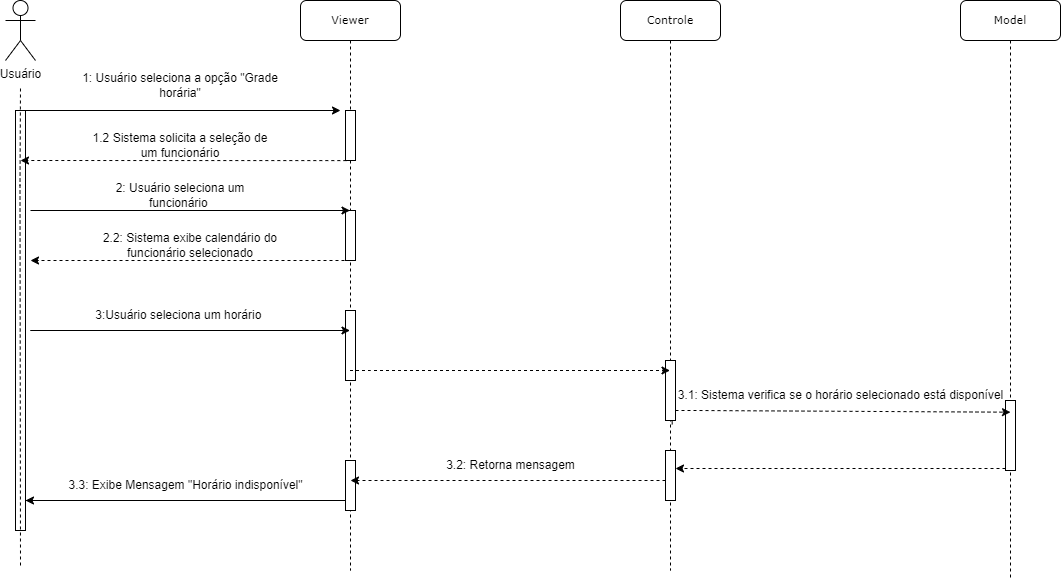 Viewer
Controle
Model
Usuário
1: Usuário seleciona a opção "Grade
horária"
1.2 Sistema solicita a seleção de
um funcionário
2: Usuário seleciona um
funcionário
2.2: Sistema exibe calendário do
funcionário selecionado
3:Usuário seleciona um horário
3.1: Sistema verifica se o horário selecionado está disponível
3.2: Retorna mensagem
3.3: Exibe Mensagem "Horário indisponível"